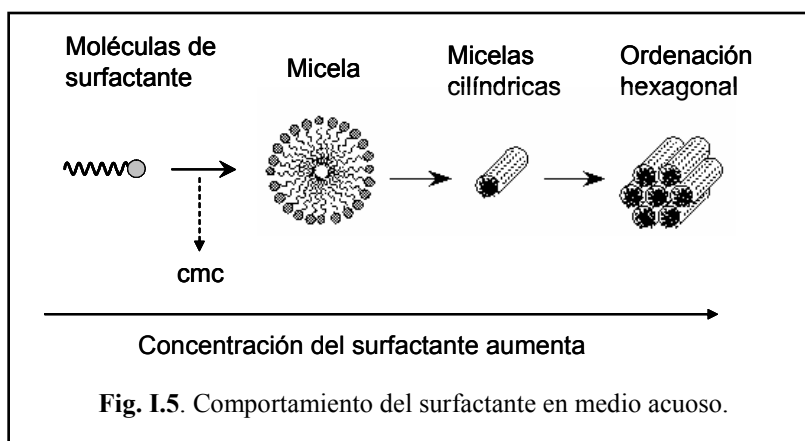 Moléculas de
surfactante
Micela
Micelas
cilíndricas
Ordenación
hexagonal
cmc
Concentración del surfactante aumenta
Fig. I.5. Comportamiento del surfactante en medio acuoso.